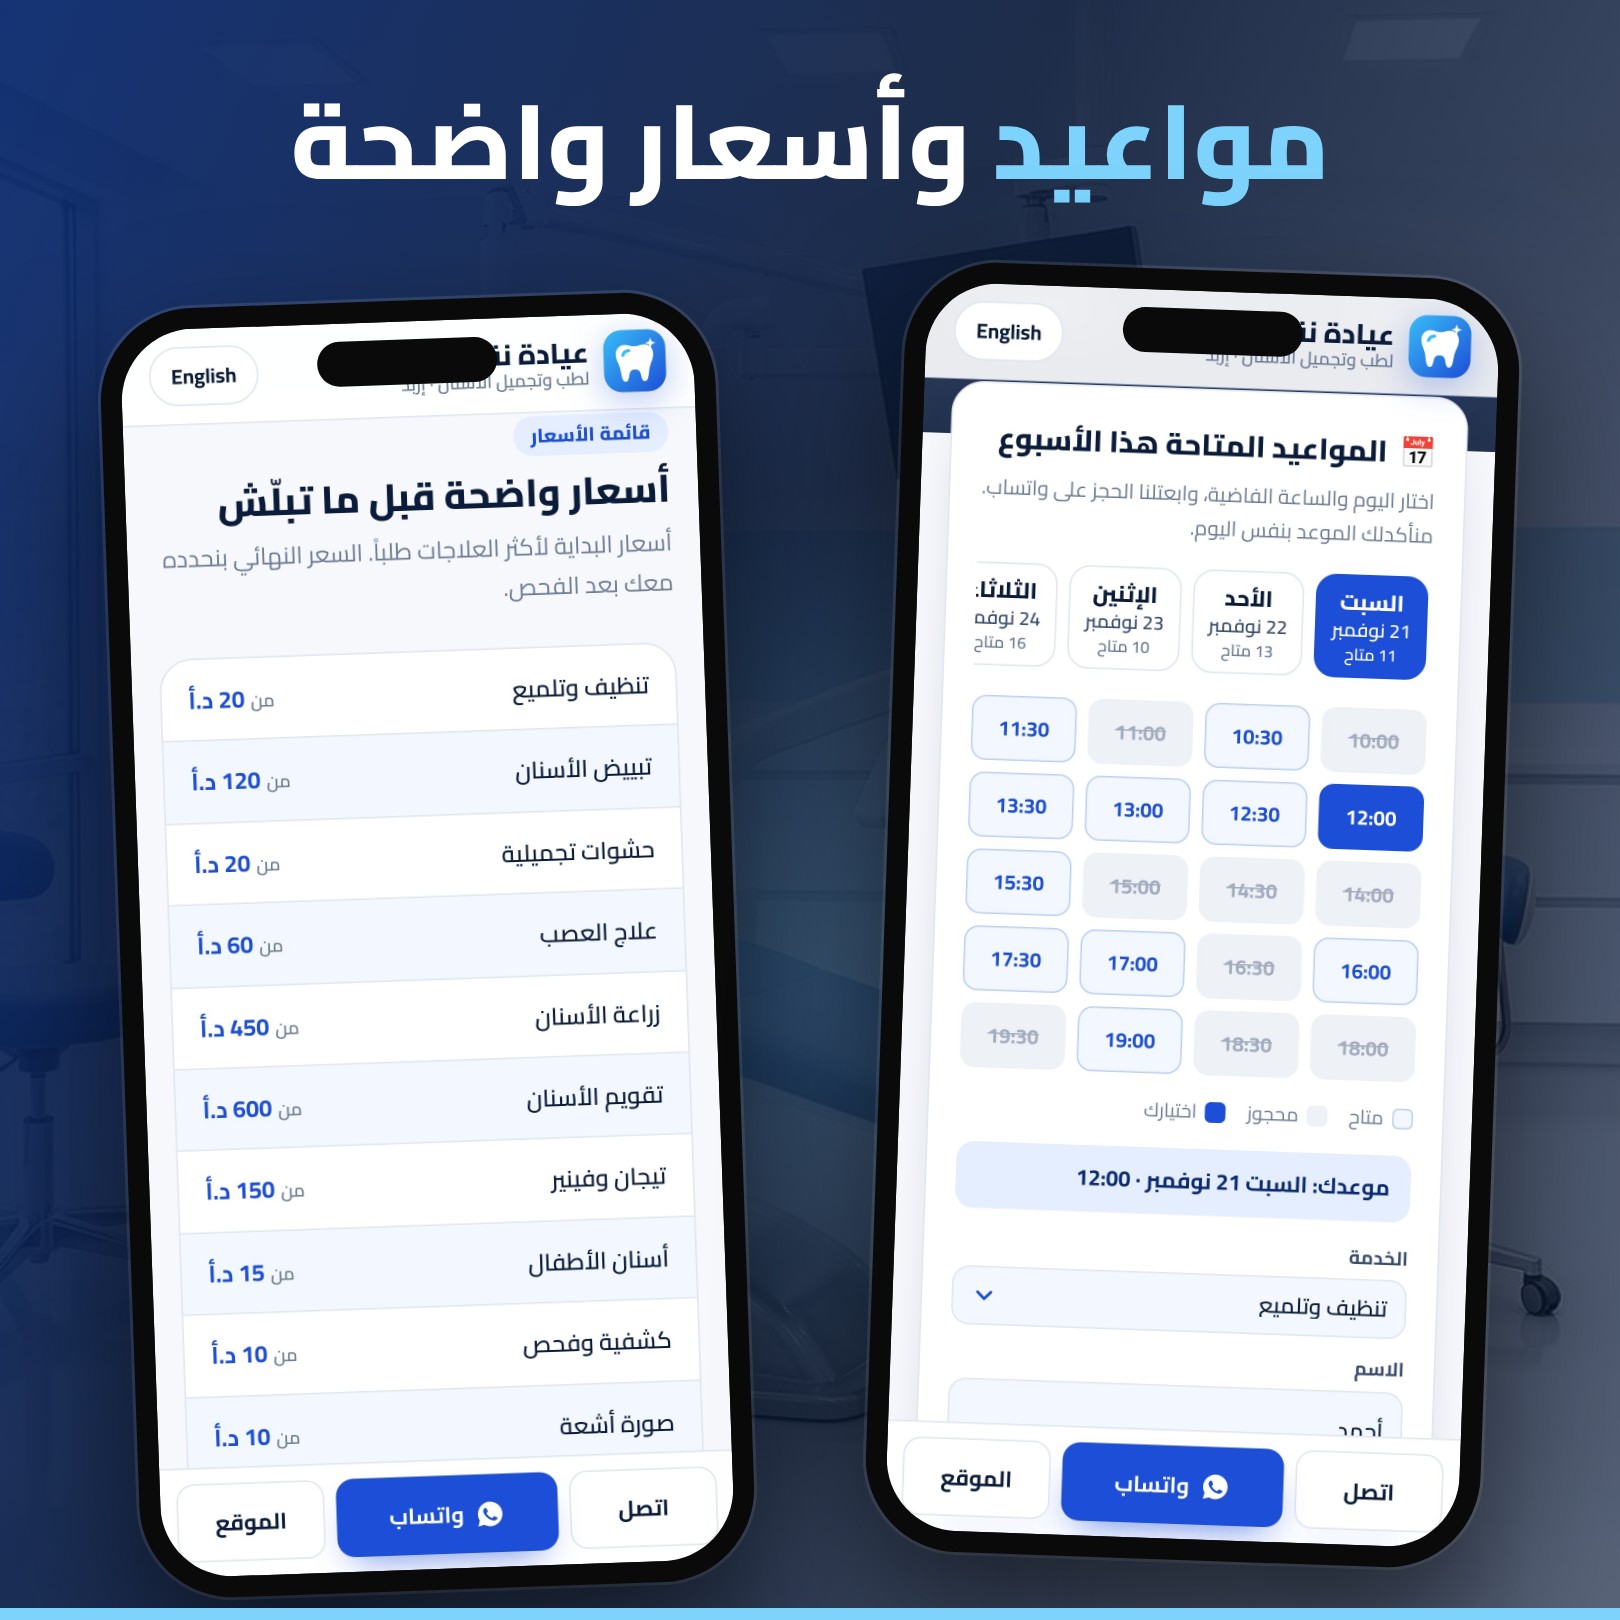 مواعيد وأسعار واضحة
عيادة
English
لطب وتجميل الأسنان · إربد
📅 المواعيد المتاحة هذا الأسبوع
اختار اليوم والساعة الفاضية، وابعتلنا الحجز على واتساب.
منأكدلك الموعد بنفس اليوم.
السبت
21 نوفمبر
11 متاح
الأحد
22 نوفمبر
13 متاح
الإثنين
23 نوفمبر
10 متاح
24
16 متاح
10:00 10:30 11:00 11:30
12:00 12:30 13:00 13:30
14:00 14:30 15:00 15:30
16:00 16:30 17:00 17:30
18:00 18:30 19:00 19:30
متاح محجوز اختيارك
موعدك: السبت 21 نوفمبر · 12:00
الخدمة
تنظيف وتلميع
الاسم
أحمد
اتصل
واتساب
الموقع
عيادة
English
لطب وتجميل الأسنان · إربد
قائمة الأسعار
أسعار واضحة قبل ما تبلّش
أسعار البداية لأكثر العلاجات طلباً. السعر النهائي بنحدده
معك بعد الفحص.
تنظيف وتلميع من 20 د.أ
تبييض الأسنان من 120 د.أ
حشوات تجميلية من 20 د.أ
علاج العصب من 60 د.أ
زراعة الأسنان من 450 د.أ
تقويم الأسنان من 600 د.أ
تيجان وفينير من 150 د.أ
أسنان الأطفال من 15 د.أ
كشفية وفحص من 10 د.أ
صورة أشعة من 10 د.أ
اتصل
واتساب
الموقع